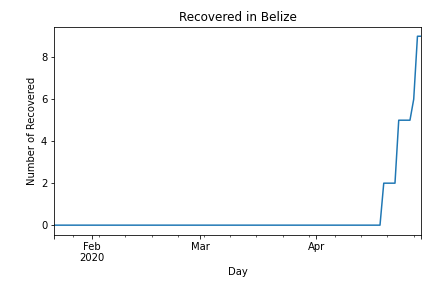 Recovered in Belize
Number of Recovered
8
6
4
2
0
Feb
2020
Mar
Apr
Day